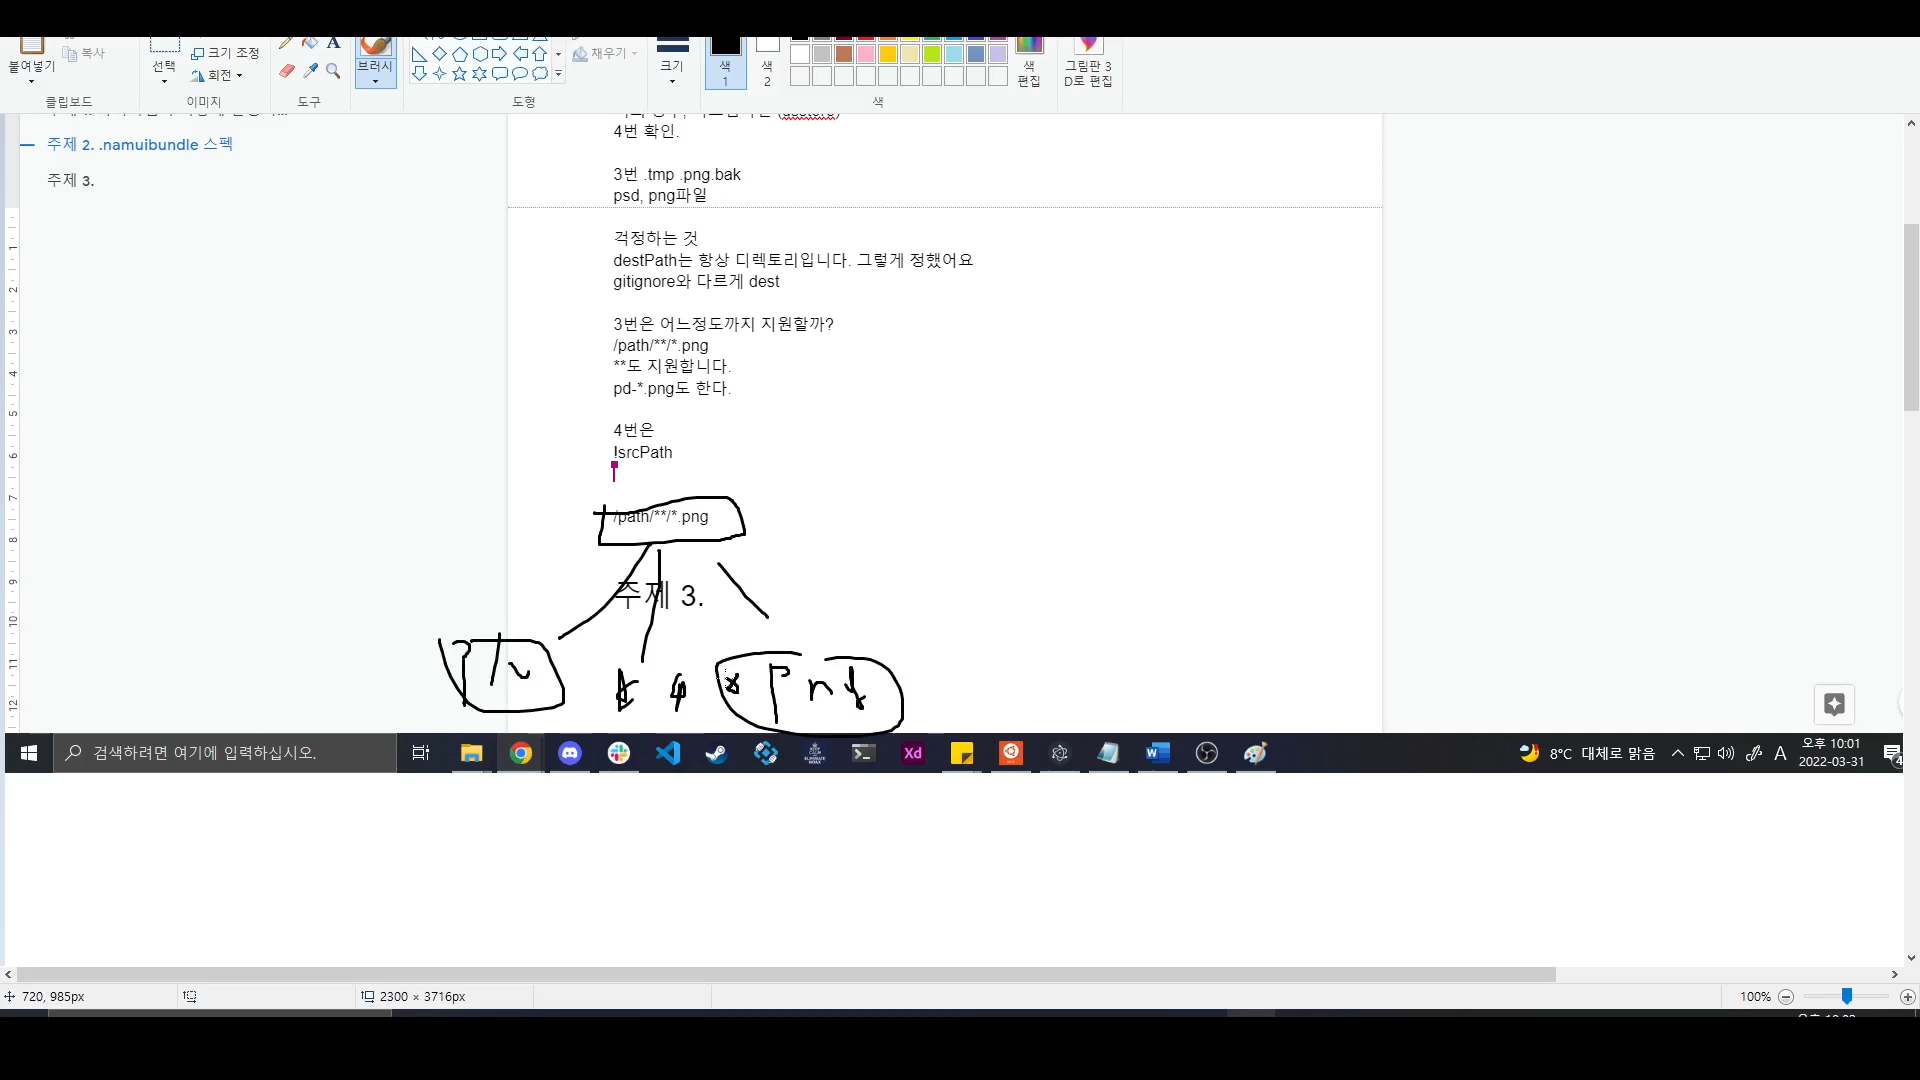 붙여넣기
복사
클립보드
선택
크기 조정
회전
이미지
A
도구
브러시
채우기
도형
크기
색 1
색 2
색 편집
그림판 3D로 편집
색
주제 2. .namuibundle 스펙
주제 3.
4번 확인.
3번 .tmp .png.bak
psd, png파일
걱정하는 것
destPath는 항상 디렉토리입니다. 그렇게 정했어요
gitignore와 다르게 dest
3번은 어느정도까지 지원할까?
/path/**/*.png
**도 지원합니다.
pd-*.png도 한다.
4번은
!srcPath
/path/**/*.png
주제 3.
검색하려면 여기에 입력하십시오.
Xd
8°C 대체로 맑음
A
오후 10:01
2022-03-31
4
720, 985px
2300 × 3716px
100%